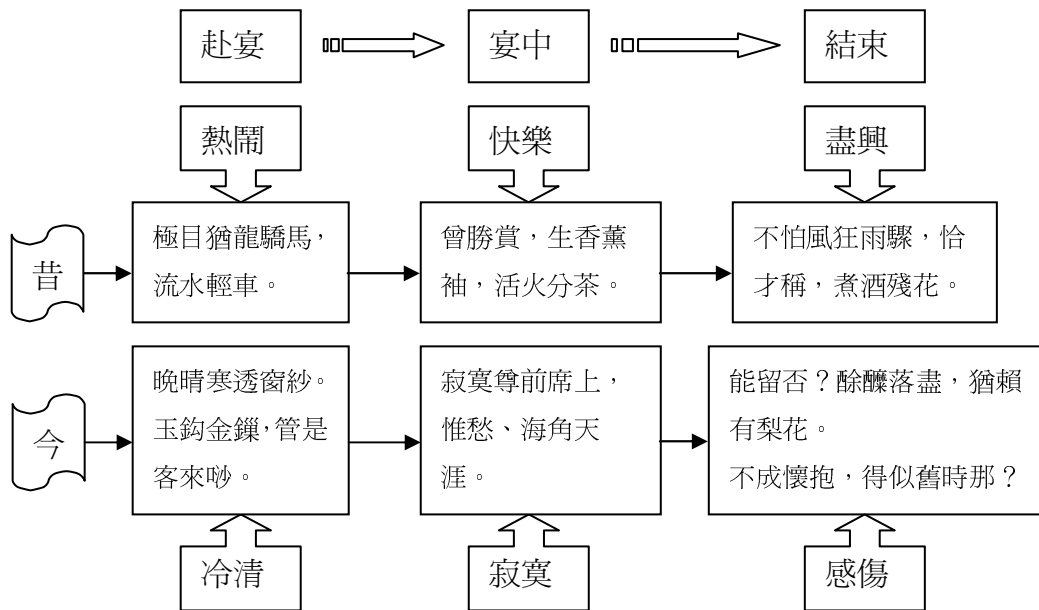 赴宴
宴中
結束
熱鬧
快樂
盡興
昔
極目猶龍驕馬，
流水輕車。
曾勝賞，生香薰
袖，活火分茶。
不怕風狂雨驟，恰
才稱，煮酒殘花。
今
晚晴寒透窗紗。
玉鈎金鏁，管是
客來唦。
寂寞尊前席上，
惟愁、海角天
涯。
能留否？酴醾落盡，猶賴
有梨花。
不成懷抱，得似舊時那？
冷清
寂寞
感傷